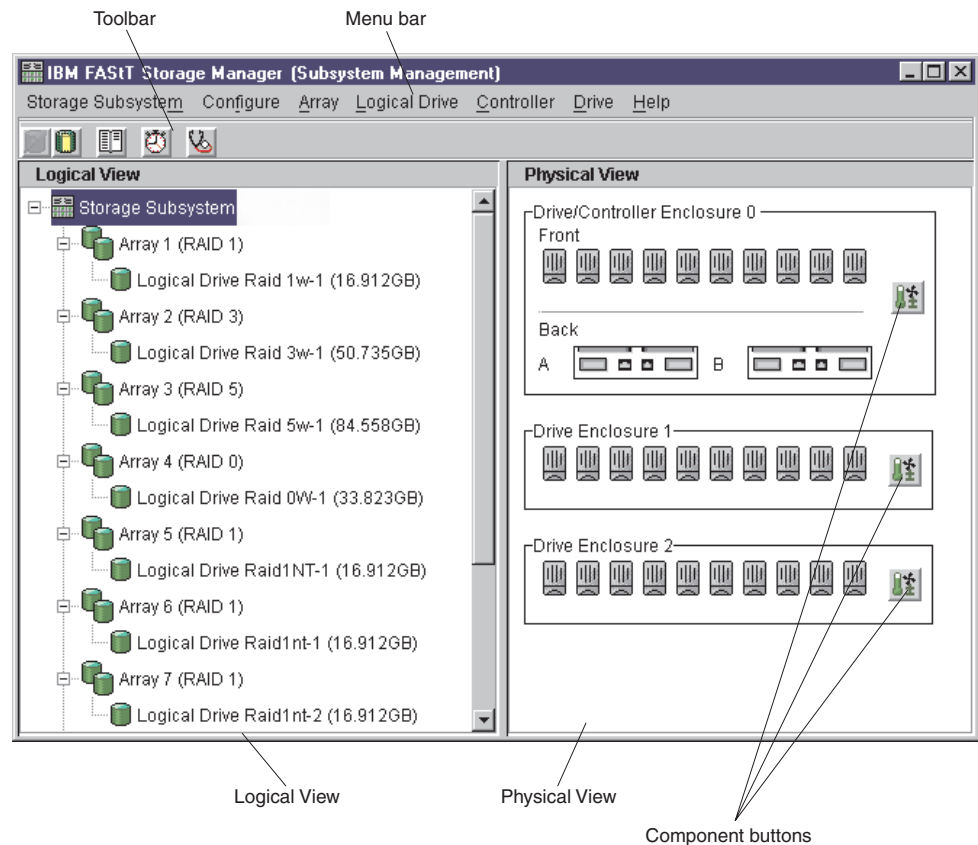 Toolbar
Menu bar
IBM FAStT Storage Manager (Subsystem Management)
Storage Subsystem Configure Array Logical Drive Controller Drive Help
Logical View
Storage Subsystem
Array 1 (RAID 1)
Logical Drive Raid 1w-1 (16.912GB)
Array 2 (RAID 3)
Logical Drive Raid 3w-1 (50.735GB)
Array 3 (RAID 5)
Logical Drive Raid 5w-1 (84.558GB)
Array 4 (RAID 0)
Logical Drive Raid 0W-1 (33.823GB)
Array 5 (RAID 1)
Logical Drive Raid1NT-1 (16.912GB)
Array 6 (RAID 1)
Logical Drive Raid1nt-1 (16.912GB)
Array 7 (RAID 1)
Logical Drive Raid1nt-2 (16.912GB)
Physical View
Drive/Controller Enclosure 0
Front
Back
A B
Drive Enclosure 1
Drive Enclosure 2
Logical View
Physical View
Component buttons